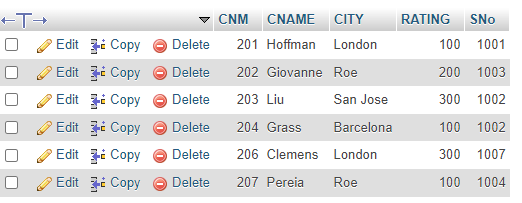 CNM CNAME CITY RATING SNo
Edit Copy Delete 201 Hoffman London 100 1001
Edit Copy Delete 202 Giovanne Roe 200 1003
Edit Copy Delete 203 Liu San Jose 300 1002
Edit Copy Delete 204 Grass Barcelona 100 1002
Edit Copy Delete 206 Clemens London 300 1007
Edit Copy Delete 207 Pereia Roe 100 1004